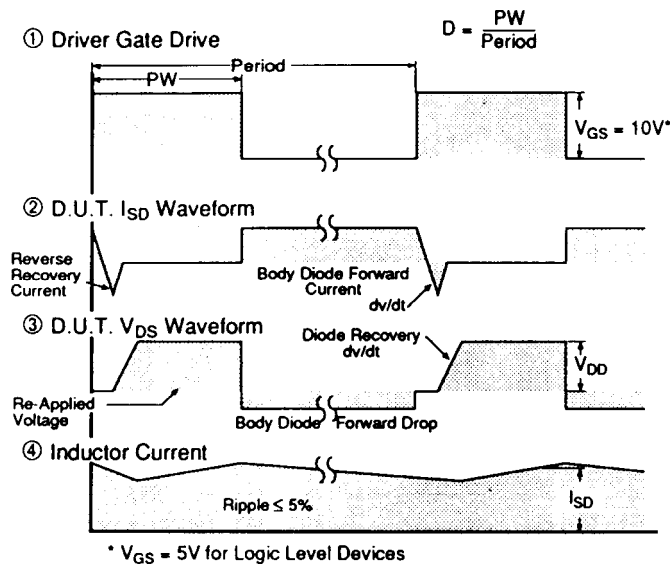 ① Driver Gate Drive
D = PW
Period
Period
PW
V_GS = 10V*
② D.U.T. I_SD Waveform
Reverse
Recovery
Current
Body Diode Forward
Current
dv/dt
③ D.U.T. V_DS Waveform
Diode Recovery
dv/dt
V_DD
Re-Applied
Voltage
Body Diode Forward Drop
④ Inductor Current
Ripple ≤ 5%
I_SD
* V_GS = 5V for Logic Level Devices